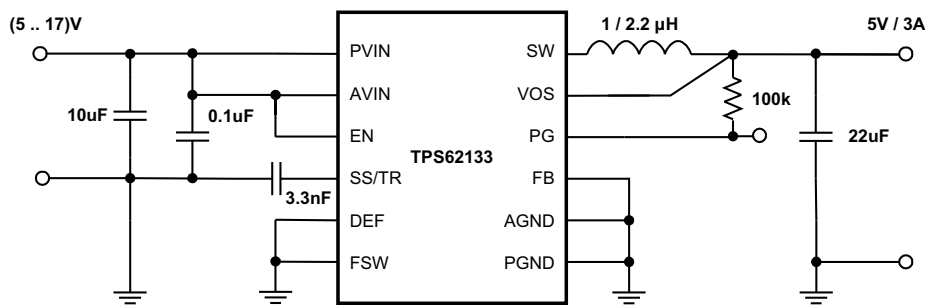 (5 .. 17)V
1 / 2.2 µH
5V / 3A
PVIN
SW
AVIN
VOS
10uF
0.1uF
100k
EN
PG
22uF
TPS62133
SS/TR
FB
3.3nF
DEF
AGND
FSW
PGND